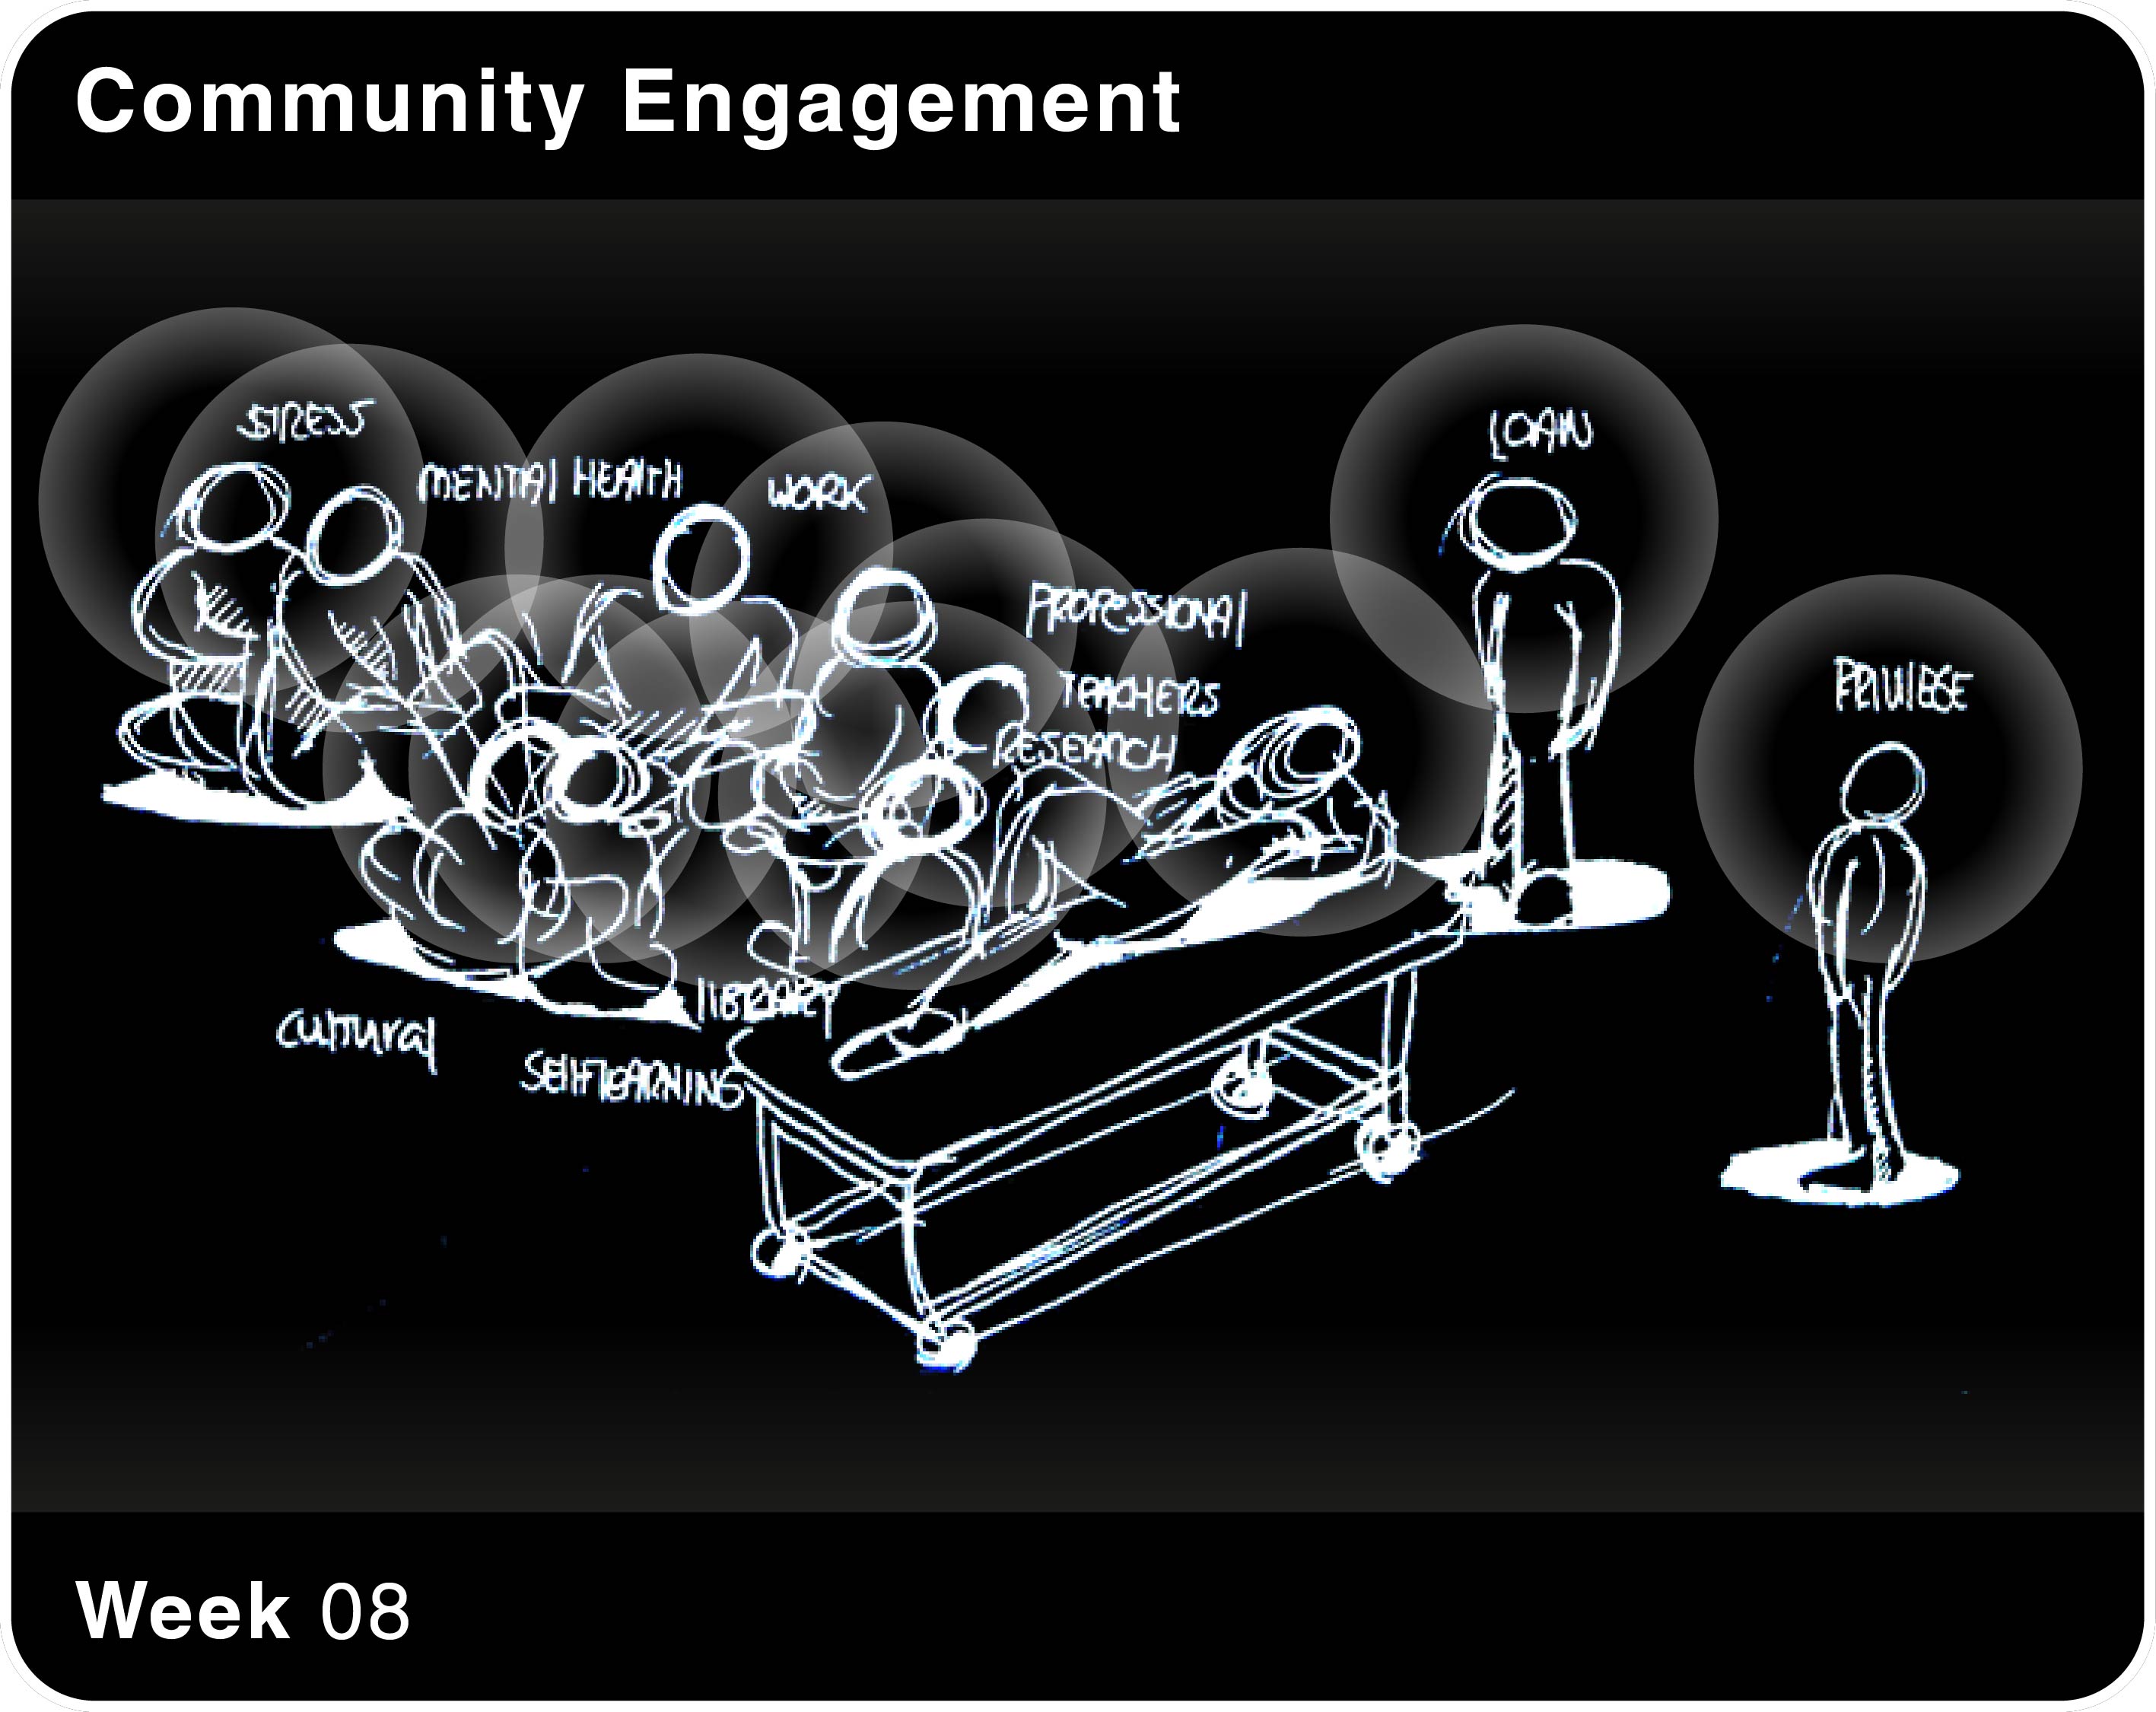 Community Engagement
STRESS
MENTAL HEALTH
WORK
LOAN
PROFESSIONAL
TEACHERS
RESEARCH
PRIVILEGE
LIBRARY
Cultural
SELFLEARNING
Week 08